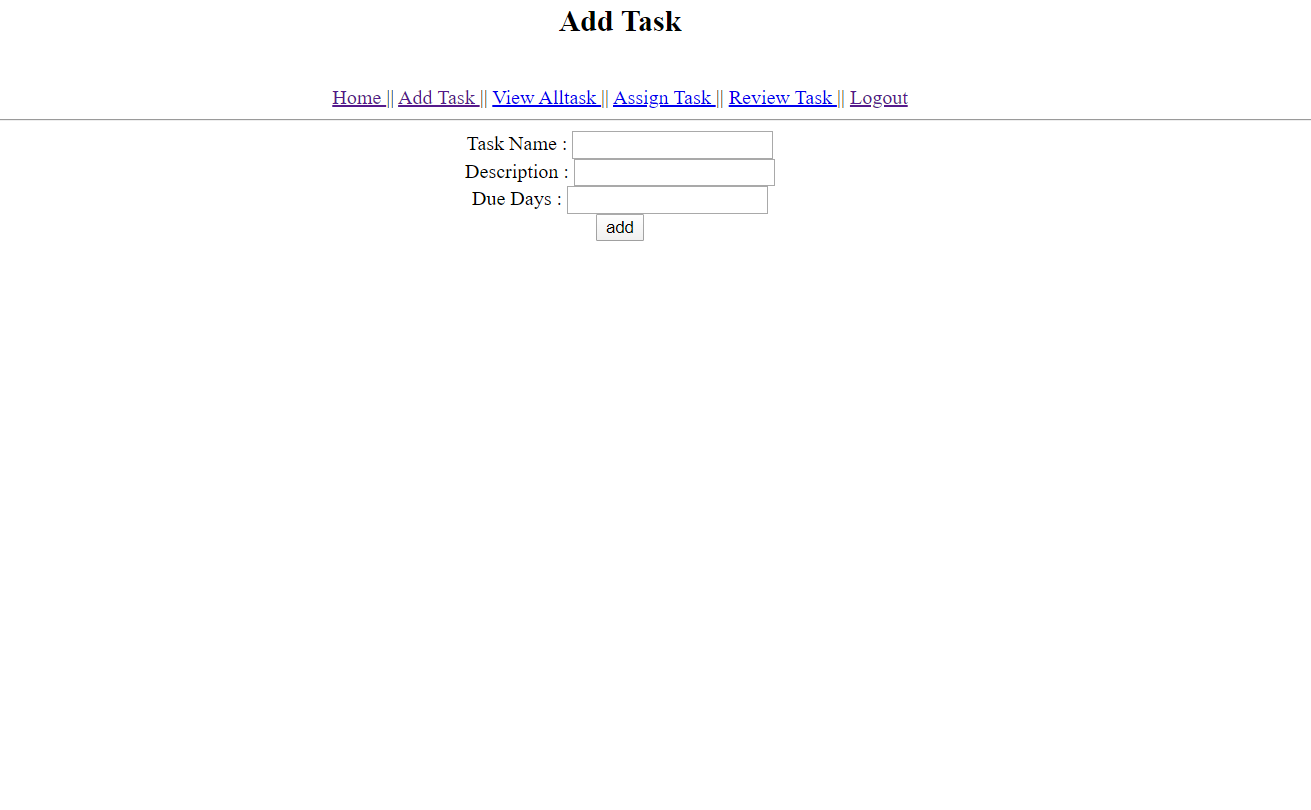 Add Task
Home || Add Task || View Alltask || Assign Task || Review Task || Logout
Task Name :
Description :
Due Days :
add